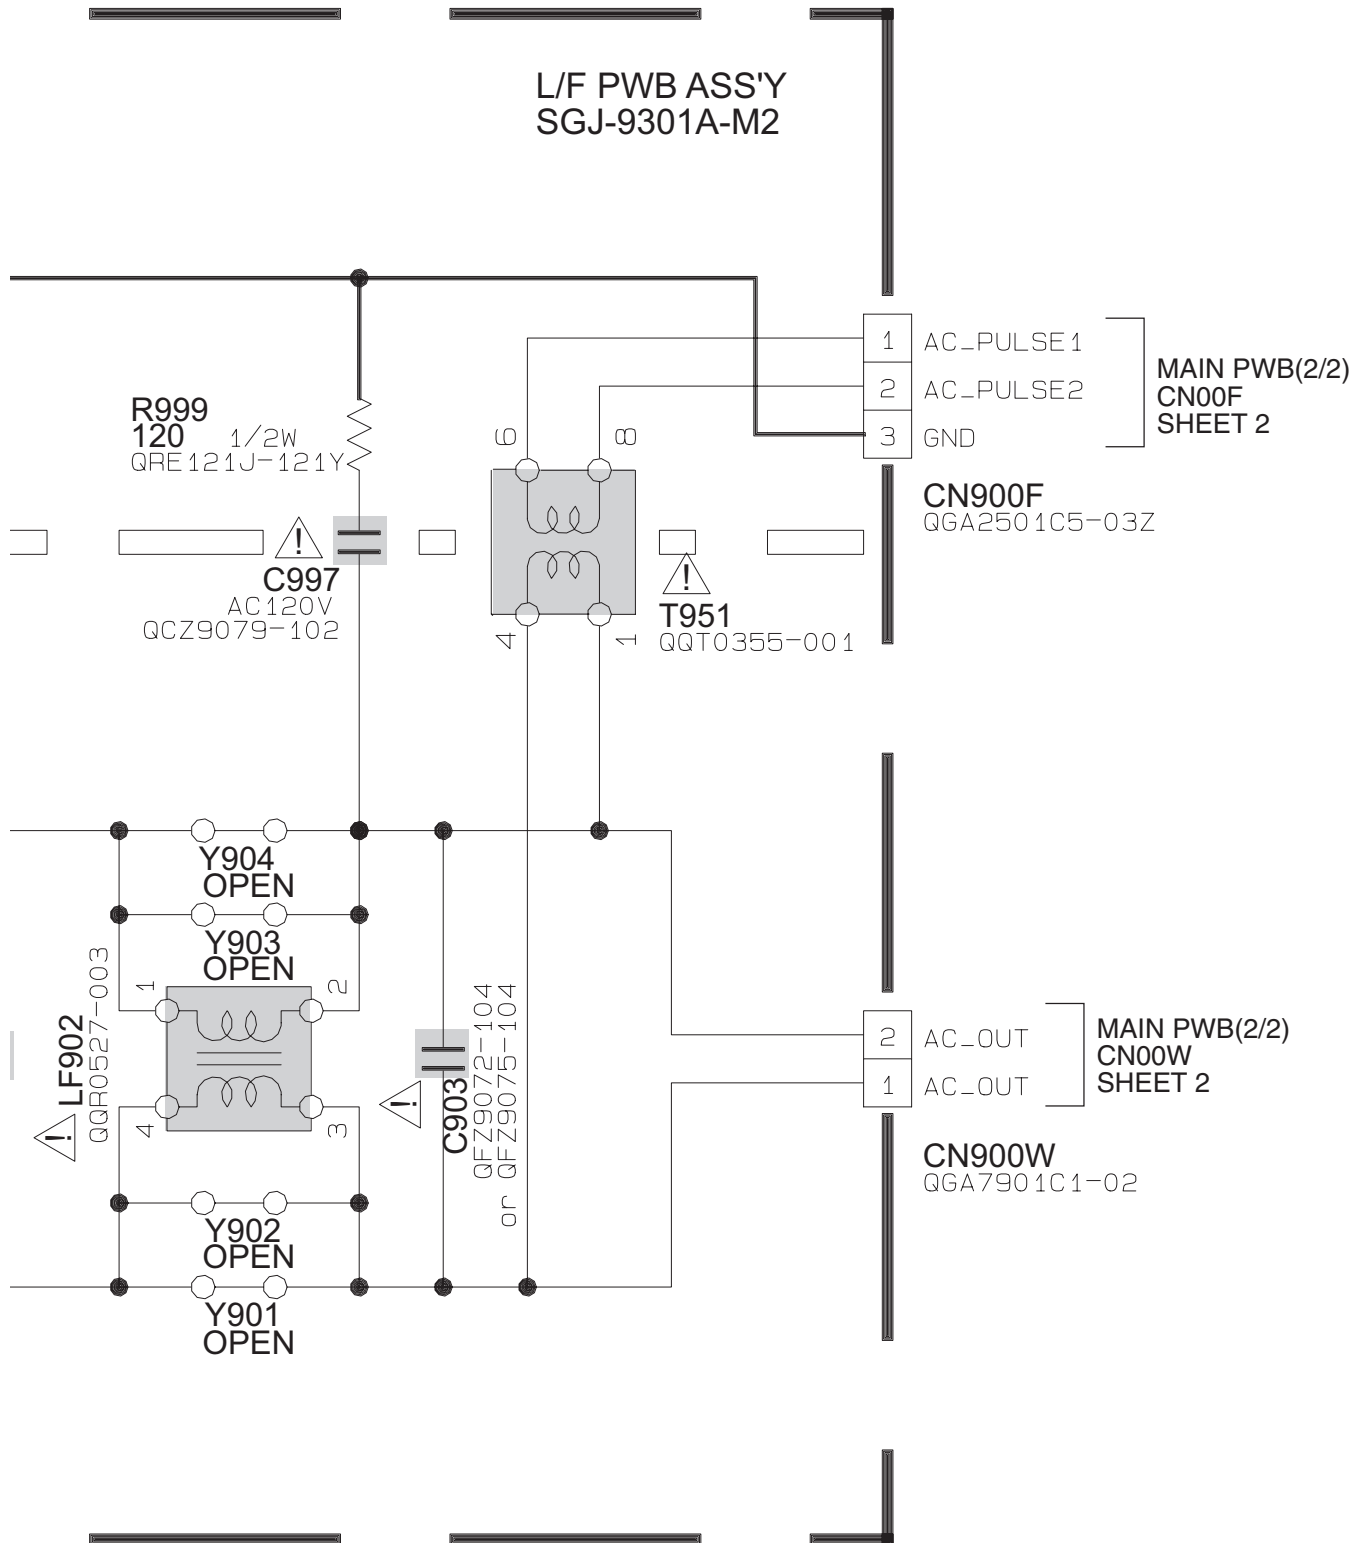 L/F PWB ASS'Y
SGJ-9301A-M2
1 AC_PULSE1
2 AC_PULSE2
3 GND
MAIN PWB(2/2)
CN00F
SHEET 2
R999
120 1/2W
QRE121J-121Y
6 8
CN900F
QGA2501C5-03Z
!
C997
AC120V
QCZ9079-102
!
T951
QQT0355-001
4 1
Y904
OPEN
Y903
OPEN
1 2
! LF902
QQR0527-003
4 3
! C903
QFZ9072-104
or QFZ9075-104
2 AC_OUT
1 AC_OUT
MAIN PWB(2/2)
CN00W
SHEET 2
CN900W
QGA7901C1-02
Y902
OPEN
Y901
OPEN